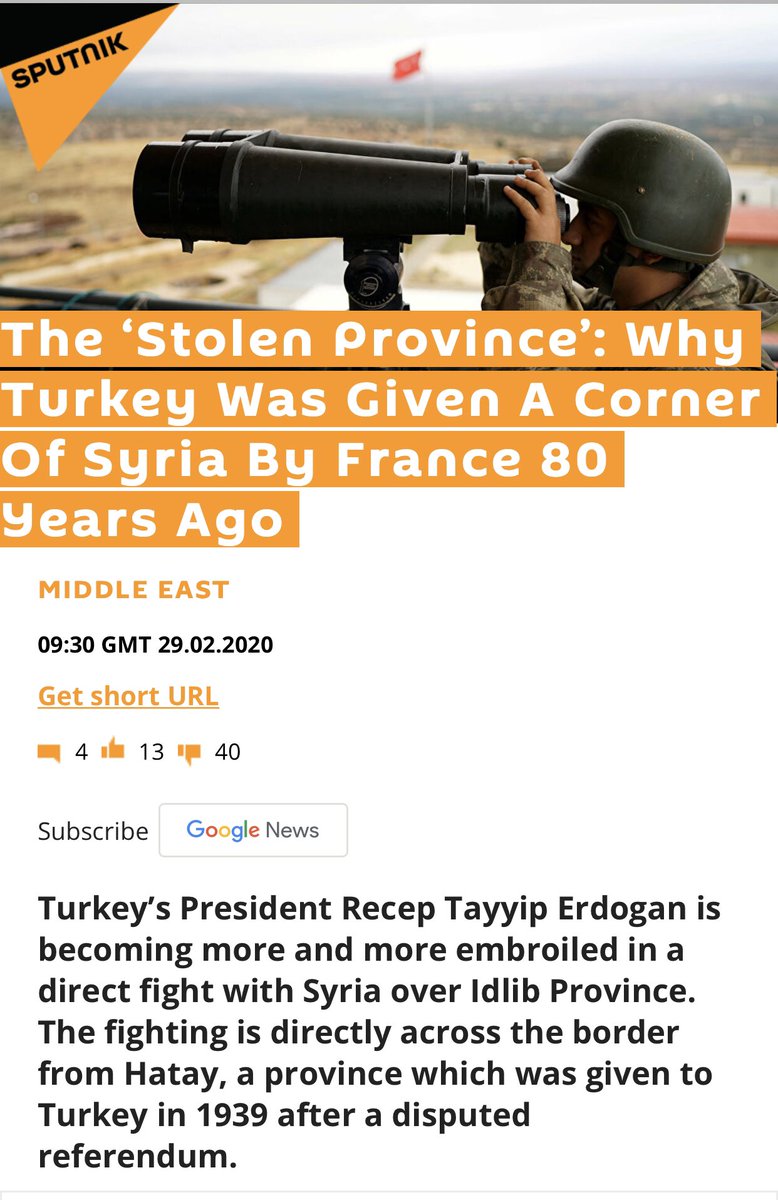 SPUTNIK
The ‘Stolen Province’: Why
Turkey Was Given A Corner
Of Syria By France 80
Years Ago
MIDDLE EAST
09:30 GMT 29.02.2020
Get short URL
4 13 40
Subscribe Google News
Turkey’s President Recep Tayyip Erdogan is
becoming more and more embroiled in a
direct fight with Syria over Idlib Province.
The fighting is directly across the border
from Hatay, a province which was given to
Turkey in 1939 after a disputed
referendum.